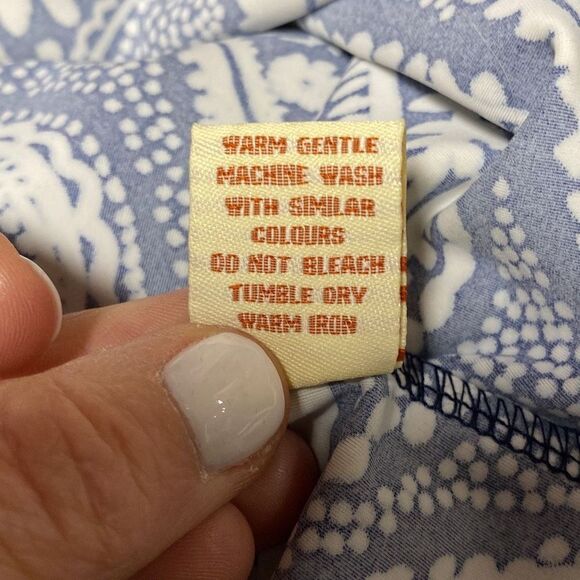 WARM GENTLE
MACHINE WASH
WITH SIMILAR
COLOURS
DO NOT BLEACH
TUMBLE DRY
WARM IRON